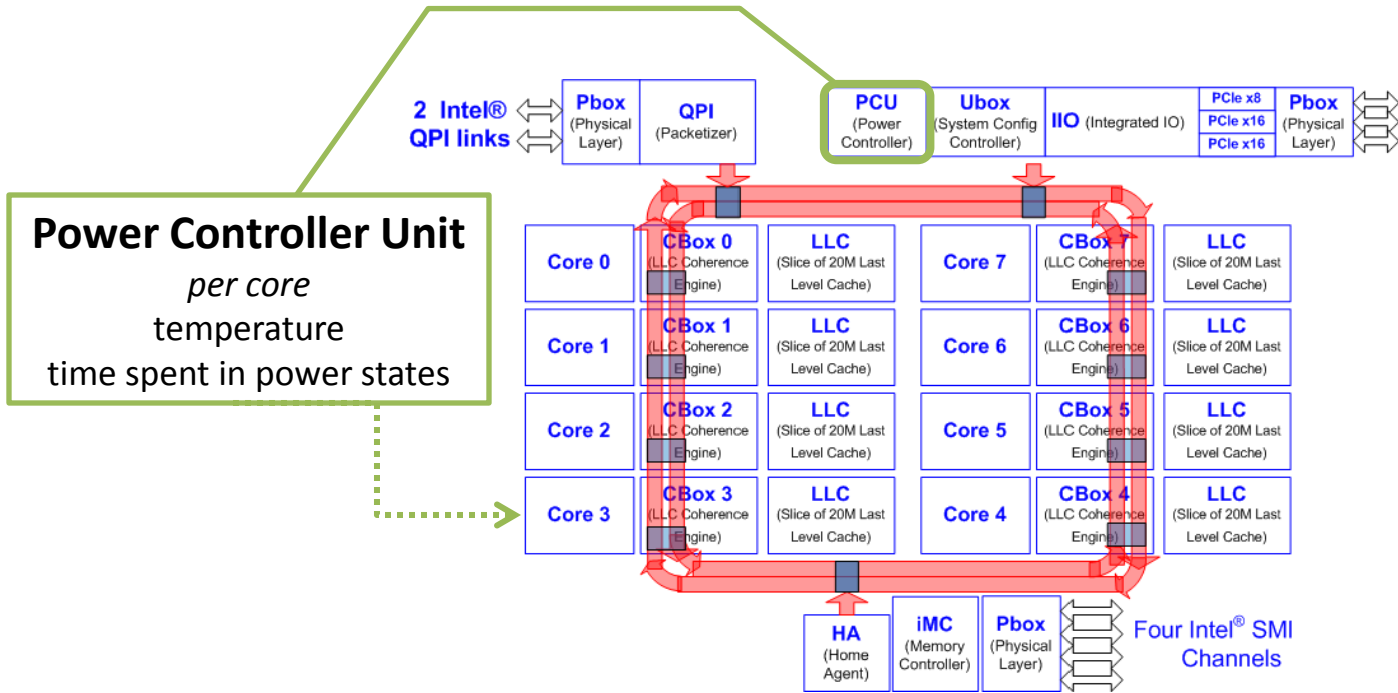 2 Intel®
QPI links
Pbox
(Physical
Layer)
QPI
(Packetizer)
PCU
(Power
Controller)
Ubox
(System Config
Controller)
IIO (Integrated IO)
PCIe x8
PCIe x16
PCIe x16
Pbox
(Physical
Layer)
Power Controller Unit
per core
temperature
time spent in power states
Core 0
CBox 0
(LLC Coherence
Engine)
LLC
(Slice of 20M Last
Level Cache)
Core 7
CBox 7
(LLC Coherence
Engine)
LLC
(Slice of 20M Last
Level Cache)
Core 1
CBox 1
(LLC Coherence
Engine)
LLC
(Slice of 20M Last
Level Cache)
Core 6
CBox 6
(LLC Coherence
Engine)
LLC
(Slice of 20M Last
Level Cache)
Core 2
CBox 2
(LLC Coherence
Engine)
LLC
(Slice of 20M Last
Level Cache)
Core 5
CBox 5
(LLC Coherence
Engine)
LLC
(Slice of 20M Last
Level Cache)
Core 3
CBox 3
(LLC Coherence
Engine)
LLC
(Slice of 20M Last
Level Cache)
Core 4
CBox 4
(LLC Coherence
Engine)
LLC
(Slice of 20M Last
Level Cache)
HA
(Home
Agent)
iMC
(Memory
Controller)
Pbox
(Physical
Layer)
Four Intel® SMI
Channels